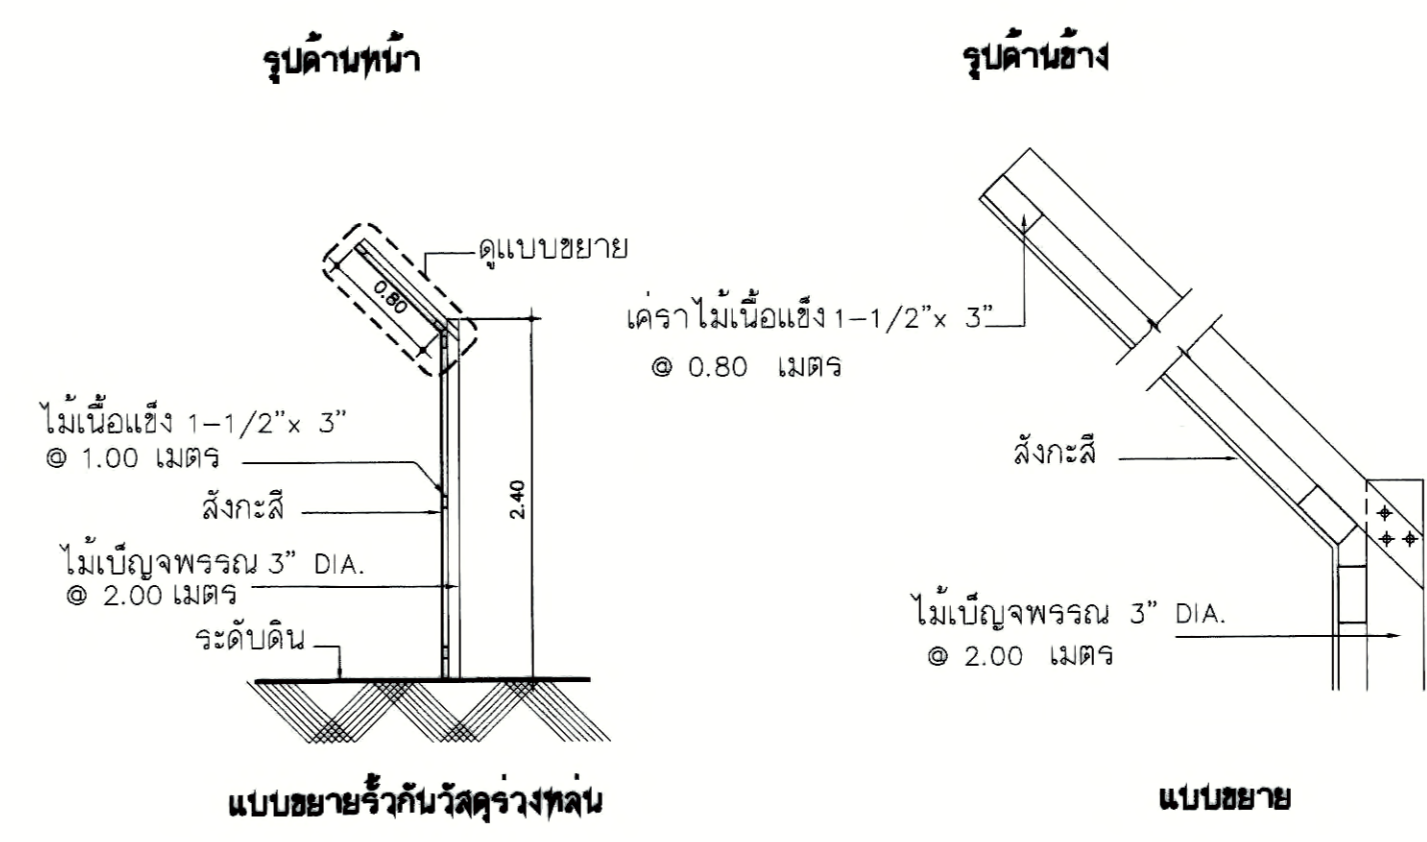 รูปด้านหน้า
รูปด้านข้าง
ดูแบบขยาย
0.80
ไม้เนื้อแข็ง 1-1/2"x 3"
@ 1.00 เมตร
สังกะสี
2.40
ไม้เบ็ญจพรรณ 3" DIA.
@ 2.00 เมตร
ระดับดิน
แบบขยายรั้วกันวัสดุร่วงหล่น
เคร่าไม้เนื้อแข็ง 1-1/2"x 3"
@ 0.80 เมตร
สังกะสี
ไม้เบ็ญจพรรณ 3" DIA.
@ 2.00 เมตร
แบบขยาย